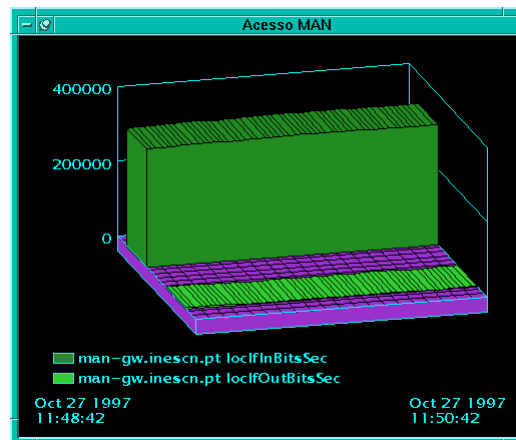 Acesso MAN
400000
200000
0
man-gw.inescn.pt locIfInBitsSec
man-gw.inescn.pt locIfOutBitsSec
Oct 27 1997 Oct 27 1997
11:48:42 11:50:42